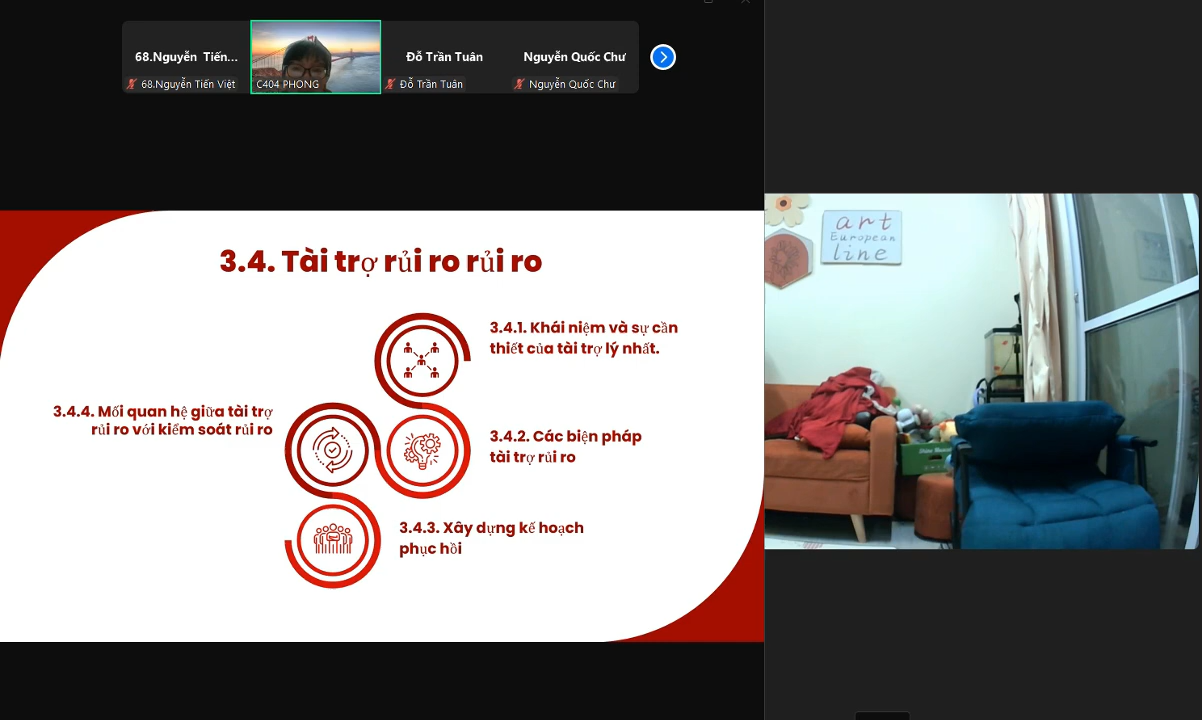 68.Nguyễn Tiến...
Đỗ Trần Tuân
Nguyễn Quốc Chư
68.Nguyễn Tiến Việt
C404 PHONG
Đỗ Trần Tuân
Nguyễn Quốc Chư
3.4. Tài trợ rủi ro rủi ro
3.4.1. Khái niệm và sự cần
thiết của tài trợ lý nhất.
3.4.4. Mối quan hệ giữa tài trợ
rủi ro với kiểm soát rủi ro
3.4.2. Các biện pháp
tài trợ rủi ro
3.4.3. Xây dựng kế hoạch
phục hồi
art
European
line